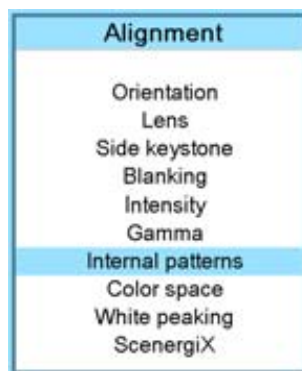 Alignment
Orientation
Lens
Side keystone
Blanking
Intensity
Gamma
Internal patterns
Color space
White peaking
ScenergiX